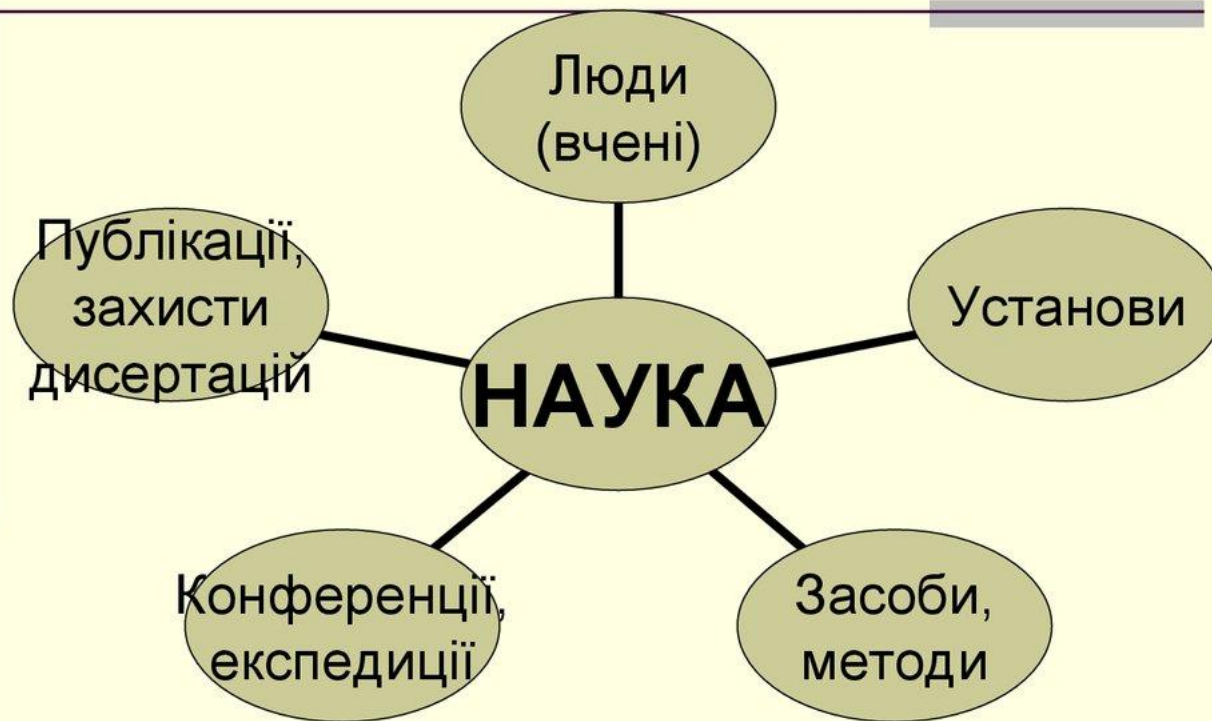 Люди
(вчені)
Публікації,
захисти
дисертацій
Установи
НАУКА
Конференції,
експедиції
Засоби,
методи